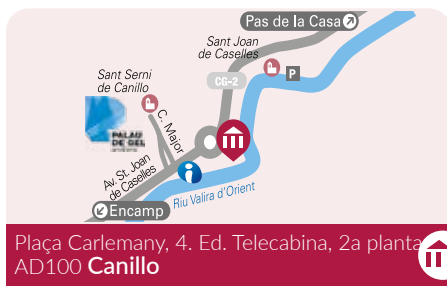 Pas de la Casa
Sant Joan
de Caselles
CG-2
P
Sant Serni
de Canillo
C. Major
PALAU
DE GEL
Av. St. Joan
de Caselles
i
Riu Valira d'Orient
Encamp
Plaça Carlemany, 4. Ed. Telecabina, 2a planta
AD100 Canillo